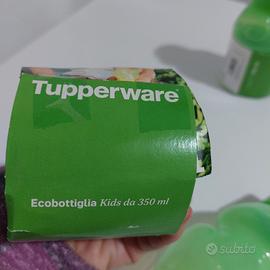 Tupperware
Ecobottiglia Kids da 350 ml
subito